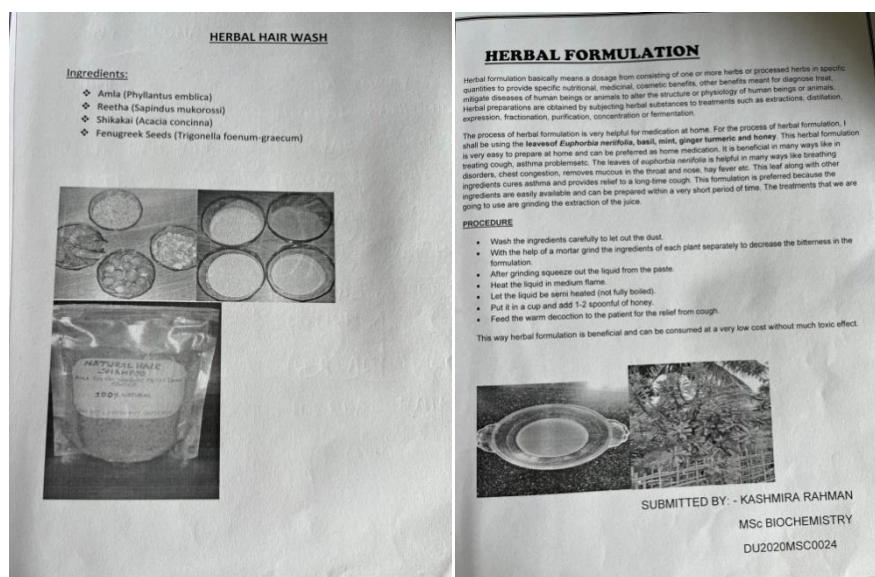 HERBAL HAIR WASH
Ingredients:
❖ Amla (Phyllantus emblica)
❖ Reetha (Sapindus mukorossi)
❖ Shikakai (Acacia concinna)
❖ Fenugreek Seeds (Trigonella foenum-graecum)
NATURAL HAIR
SHAMPOO
100% NATURAL
HERBAL FORMULATION
Herbal formulation basically means a dosage from consisting of one or more herbs or processed herbs in specific
quantities to provide specific nutritional, medicinal, cosmetic benefits, other benefits meant for diagnose treat,
mitigate diseases of human beings or animals to alter the structure or physiology of human beings or animals.
Herbal preparations are obtained by subjecting herbal substances to treatments such as extractions, distillation,
expression, fractionation, purification, concentration or fermentation.
The process of herbal formulation is very helpful for medication at home. For the process of herbal formulation, I
shall be using the leavesof Euphorbia neriifolia, basil, mint, ginger turmeric and honey. This herbal formulation
is very easy to prepare at home and can be preferred as home medication. It is beneficial in many ways like in
treating cough, asthma problemsetc. The leaves of euphorbia neriifolia is helpful in many ways like breathing
disorders, chest congestion, removes mucous in the throat and nose, hay fever etc. This leaf along with other
ingredients cures asthma and provides relief to a long-time cough. This formulation is preferred because the
ingredients are easily available and can be prepared within a very short period of time. The treatments that we are
going to use are grinding the extraction of the juice.
PROCEDURE
• Wash the ingredients carefully to let out the dust.
• With the help of a mortar grind the ingredients of each plant separately to decrease the bitterness in the
formulation.
• After grinding squeeze out the liquid from the paste.
• Heat the liquid in medium flame.
• Let the liquid be semi heated (not fully boiled).
• Put it in a cup and add 1-2 spoonful of honey.
• Feed the warm decoction to the patient for the relief from cough.
This way herbal formulation is beneficial and can be consumed at a very low cost without much toxic effect.
SUBMITTED BY: - KASHMIRA RAHMAN
MSc BIOCHEMISTRY
DU2020MSC0024